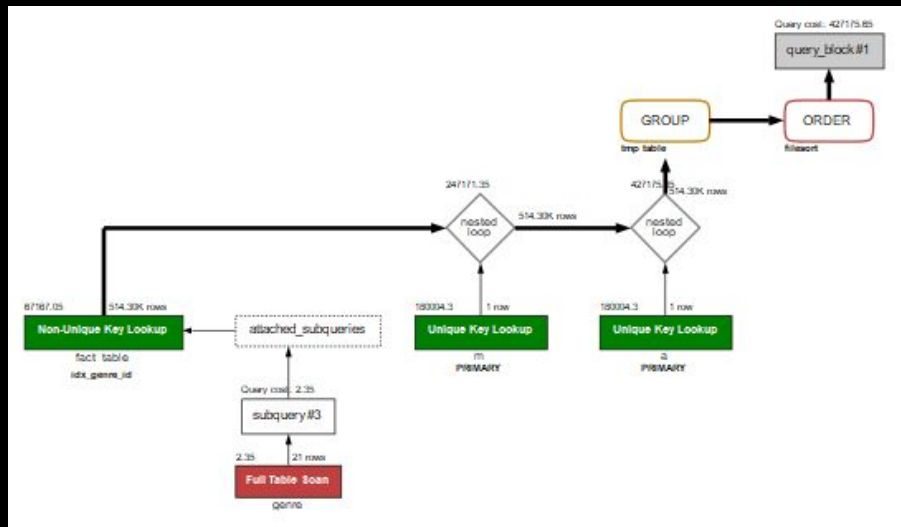 Query cost: 427175.65
query_block #1
GROUP
ORDER
tmp table
filesort
247171.35
427175.65
514.30K rows
514.30K rows
nested
loop
nested
loop
67167.05
514.30K rows
180004.3
1 row
180004.3
1 row
Non-Unique Key Lookup
attached_subqueries
Unique Key Lookup
Unique Key Lookup
fact_table
m
a
idx_genre_id
PRIMARY
PRIMARY
Query cost: 2.35
subquery #3
2.35
21 rows
Full Table Scan
genre